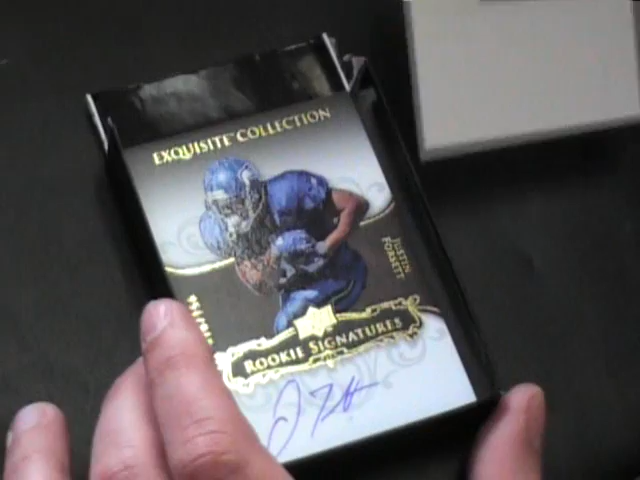 EXQUISITE COLLECTION
JUSTIN
FORSETT
ROOKIE SIGNATURES